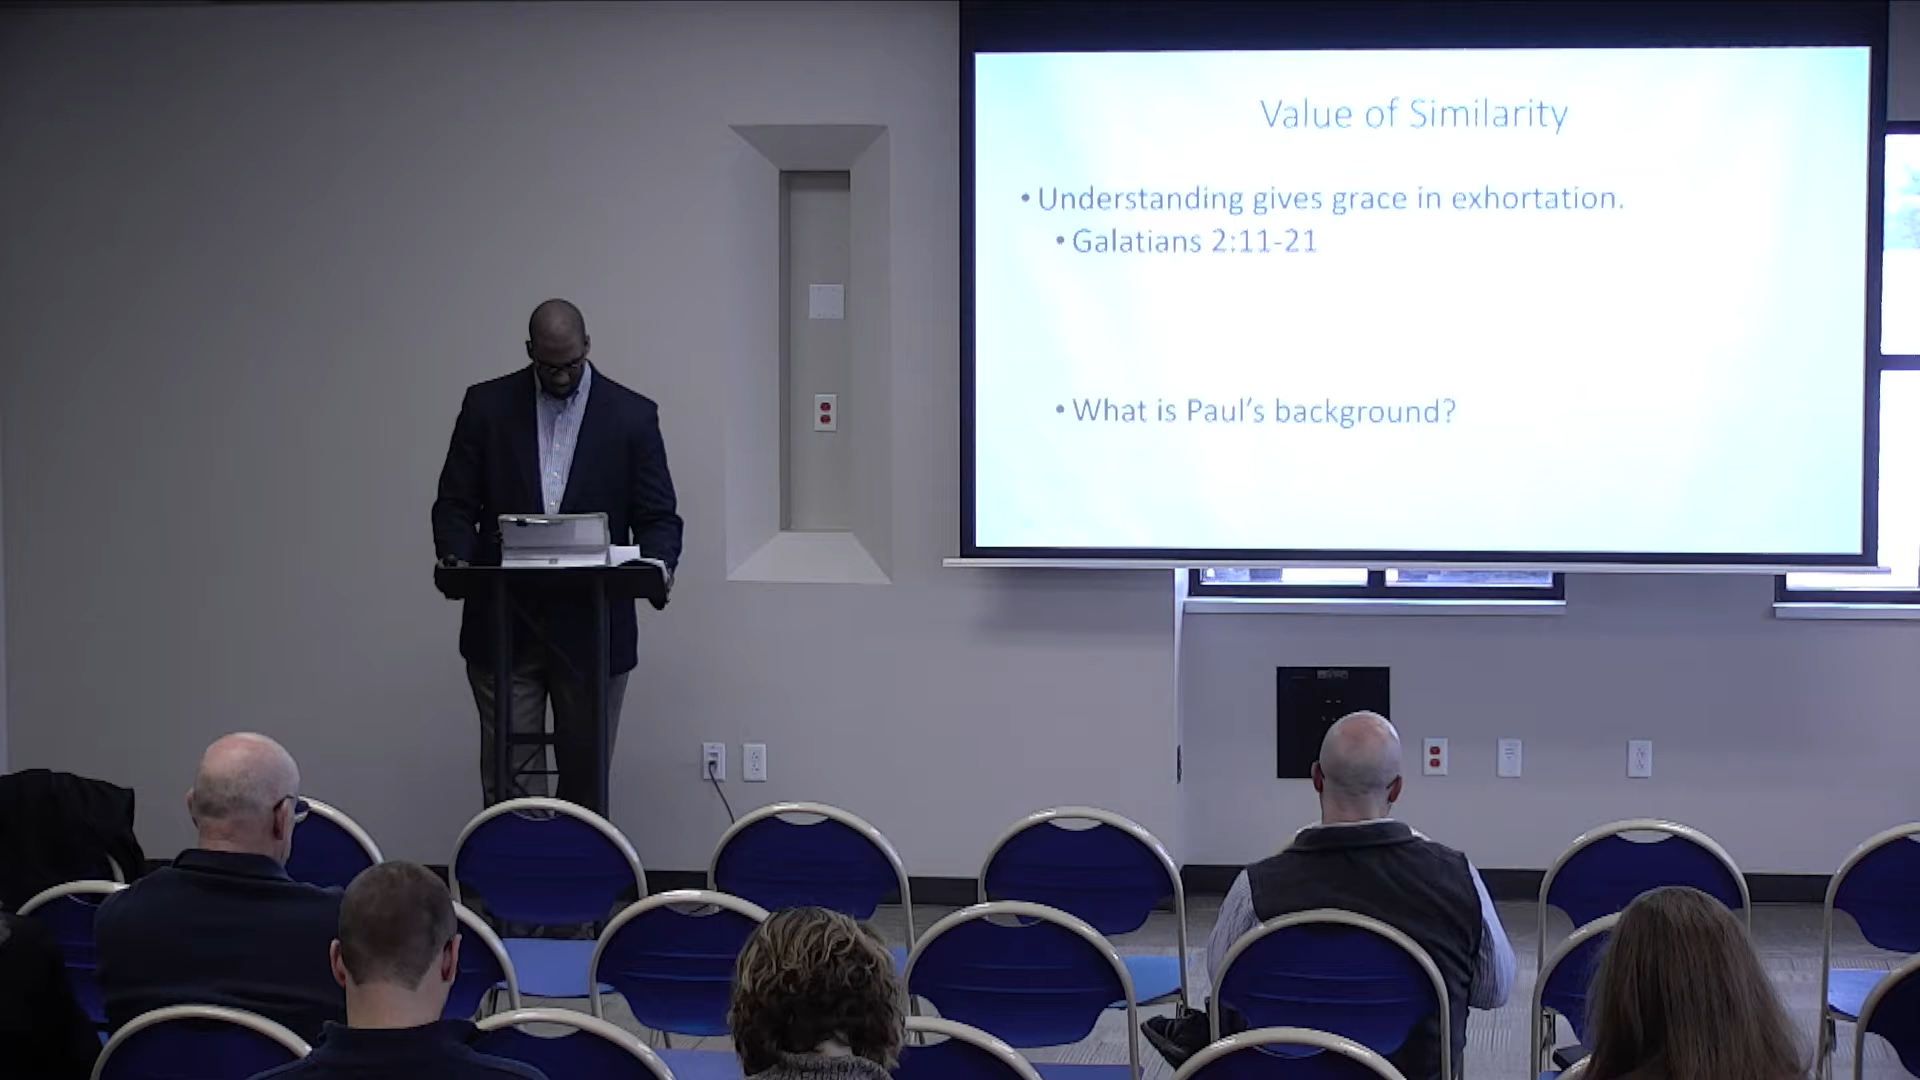 Value of Similarity
• Understanding gives grace in exhortation.
• Galatians 2:11-21
• What is Paul's background?